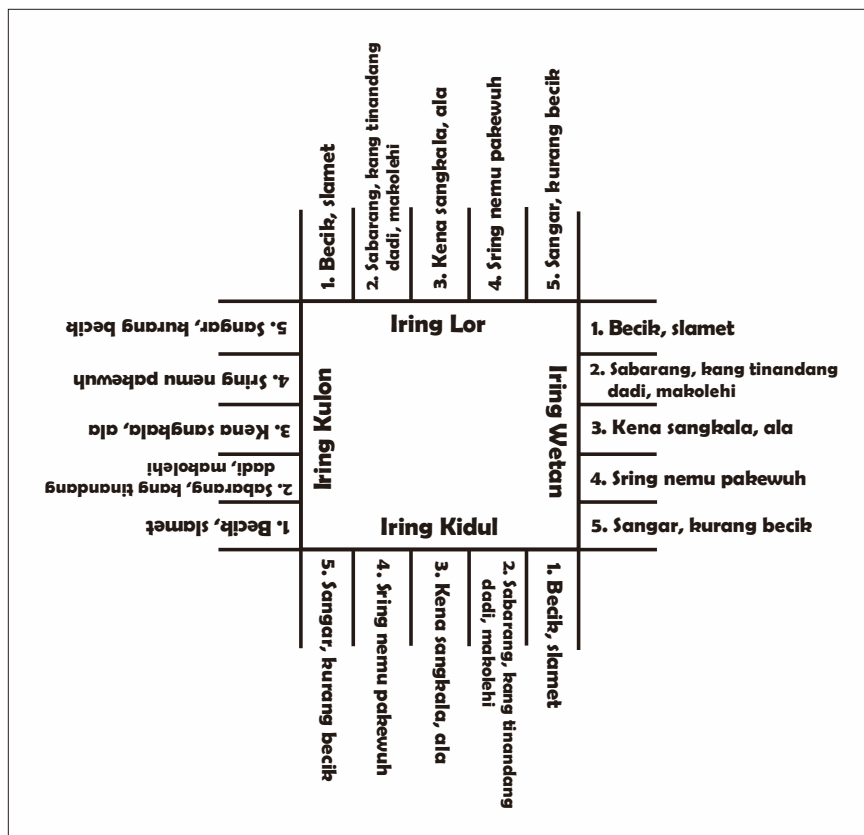 1. Becik, slamet
2. Sabarang, kang tinandang
dadi, makolehi
3. Kena sangkala, ala
4. Sring nemu pakewuh
5. Sangar, kurang becik
Iring Lor
1. Becik, slamet
2. Sabarang, kang tinandang
dadi, makolehi
3. Kena sangkala, ala
4. Sring nemu pakewuh
5. Sangar, kurang becik
Iring Wetan
1. Becik, slamet
2. Sabarang, kang tinandang
dadi, makolehi
3. Kena sangkala, ala
4. Sring nemu pakewuh
5. Sangar, kurang becik
Iring Kidul
1. Becik, slamet
2. Sabarang, kang tinandang
dadi, makolehi
3. Kena sangkala, ala
4. Sring nemu pakewuh
5. Sangar, kurang becik
Iring Kulon